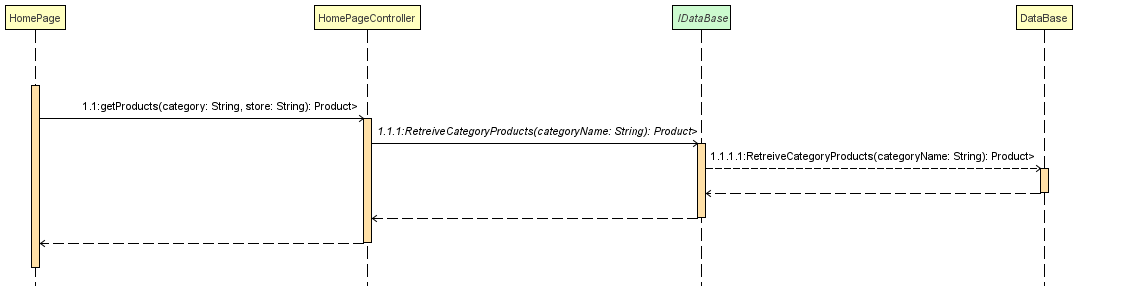 HomePage
HomePageController
IDataBase
DataBase
1.1:getProducts(category: String, store: String): Product>
1.1.1:RetreiveCategoryProducts(categoryName: String): Product>
1.1.1.1:RetreiveCategoryProducts(categoryName: String): Product>